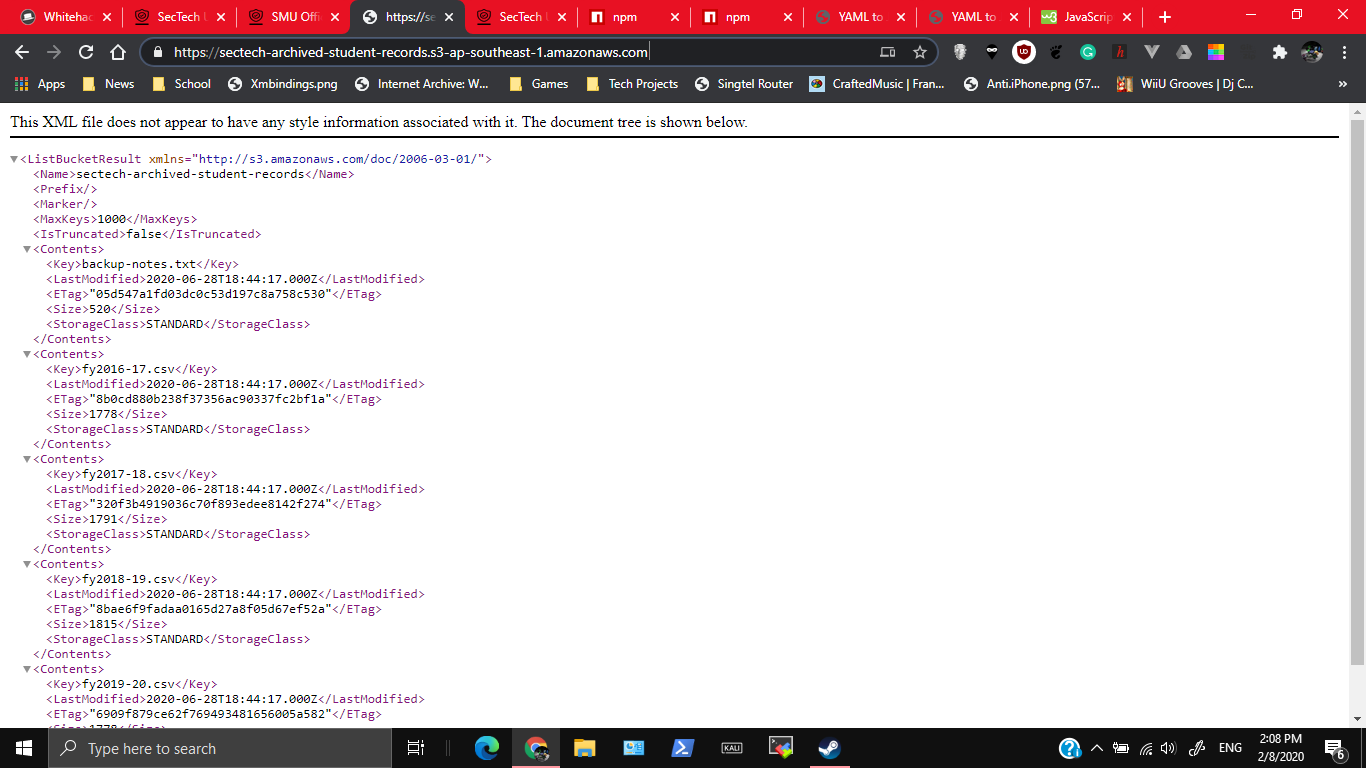 Whitehac
SecTech U
SMU Offi
https://se
SecTech U
npm
npm
YAML to
YAML to
JavaScrip
https://sectech-archived-student-records.s3-ap-southeast-1.amazonaws.com
Apps
News
School
Xmbindings.png
Internet Archive: W...
Games
Tech Projects
Singtel Router
CraftedMusic | Fran...
Anti.iPhone.png (57...
WiiU Grooves | Dj C...
»
This XML file does not appear to have any style information associated with it. The document tree is shown below.
▼<ListBucketResult xmlns="http://s3.amazonaws.com/doc/2006-03-01/">
<Name>sectech-archived-student-records</Name>
<Prefix/>
<Marker/>
<MaxKeys>1000</MaxKeys>
<IsTruncated>false</IsTruncated>
▼<Contents>
<Key>backup-notes.txt</Key>
<LastModified>2020-06-28T18:44:17.000Z</LastModified>
<ETag>"05d547a1fd03dc0c53d197c8a758c530"</ETag>
<Size>520</Size>
<StorageClass>STANDARD</StorageClass>
</Contents>
▼<Contents>
<Key>fy2016-17.csv</Key>
<LastModified>2020-06-28T18:44:17.000Z</LastModified>
<ETag>"8b0cd880b238f37356ac90337fc2bf1a"</ETag>
<Size>1778</Size>
<StorageClass>STANDARD</StorageClass>
</Contents>
▼<Contents>
<Key>fy2017-18.csv</Key>
<LastModified>2020-06-28T18:44:17.000Z</LastModified>
<ETag>"320f3b4919036c70f893edee8142f274"</ETag>
<Size>1791</Size>
<StorageClass>STANDARD</StorageClass>
</Contents>
▼<Contents>
<Key>fy2018-19.csv</Key>
<LastModified>2020-06-28T18:44:17.000Z</LastModified>
<ETag>"8bae6f9fadaa0165d27a8f05d67ef52a"</ETag>
<Size>1815</Size>
<StorageClass>STANDARD</StorageClass>
</Contents>
▼<Contents>
<Key>fy2019-20.csv</Key>
<LastModified>2020-06-28T18:44:17.000Z</LastModified>
<ETag>"6909f879ce62f769493481656005a582"</ETag>
<Size>1778</Size>
Type here to search
KALI
ENG
2:08 PM
2/8/2020
6